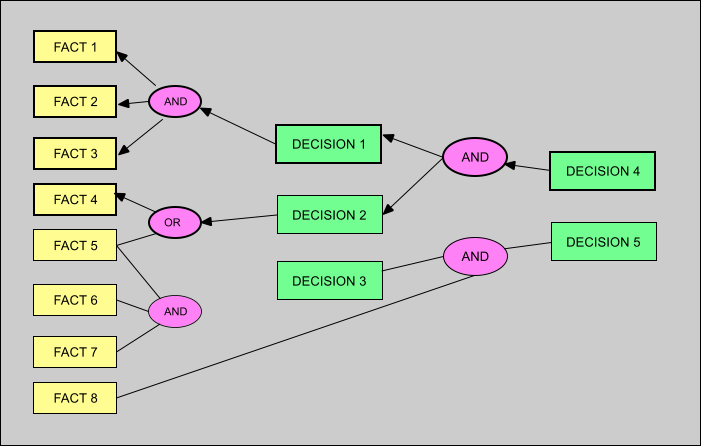 FACT 1
FACT 2
FACT 3
FACT 4
FACT 5
FACT 6
FACT 7
FACT 8
AND
OR
AND
DECISION 1
DECISION 2
DECISION 3
AND
AND
DECISION 4
DECISION 5